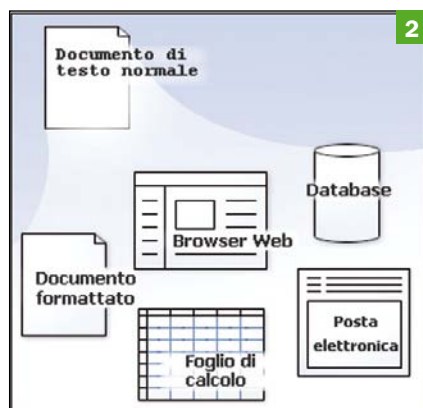 2
Documento di
testo normale
Database
Browser Web
Documento
formattato
Posta
elettronica
Foglio di
calcolo